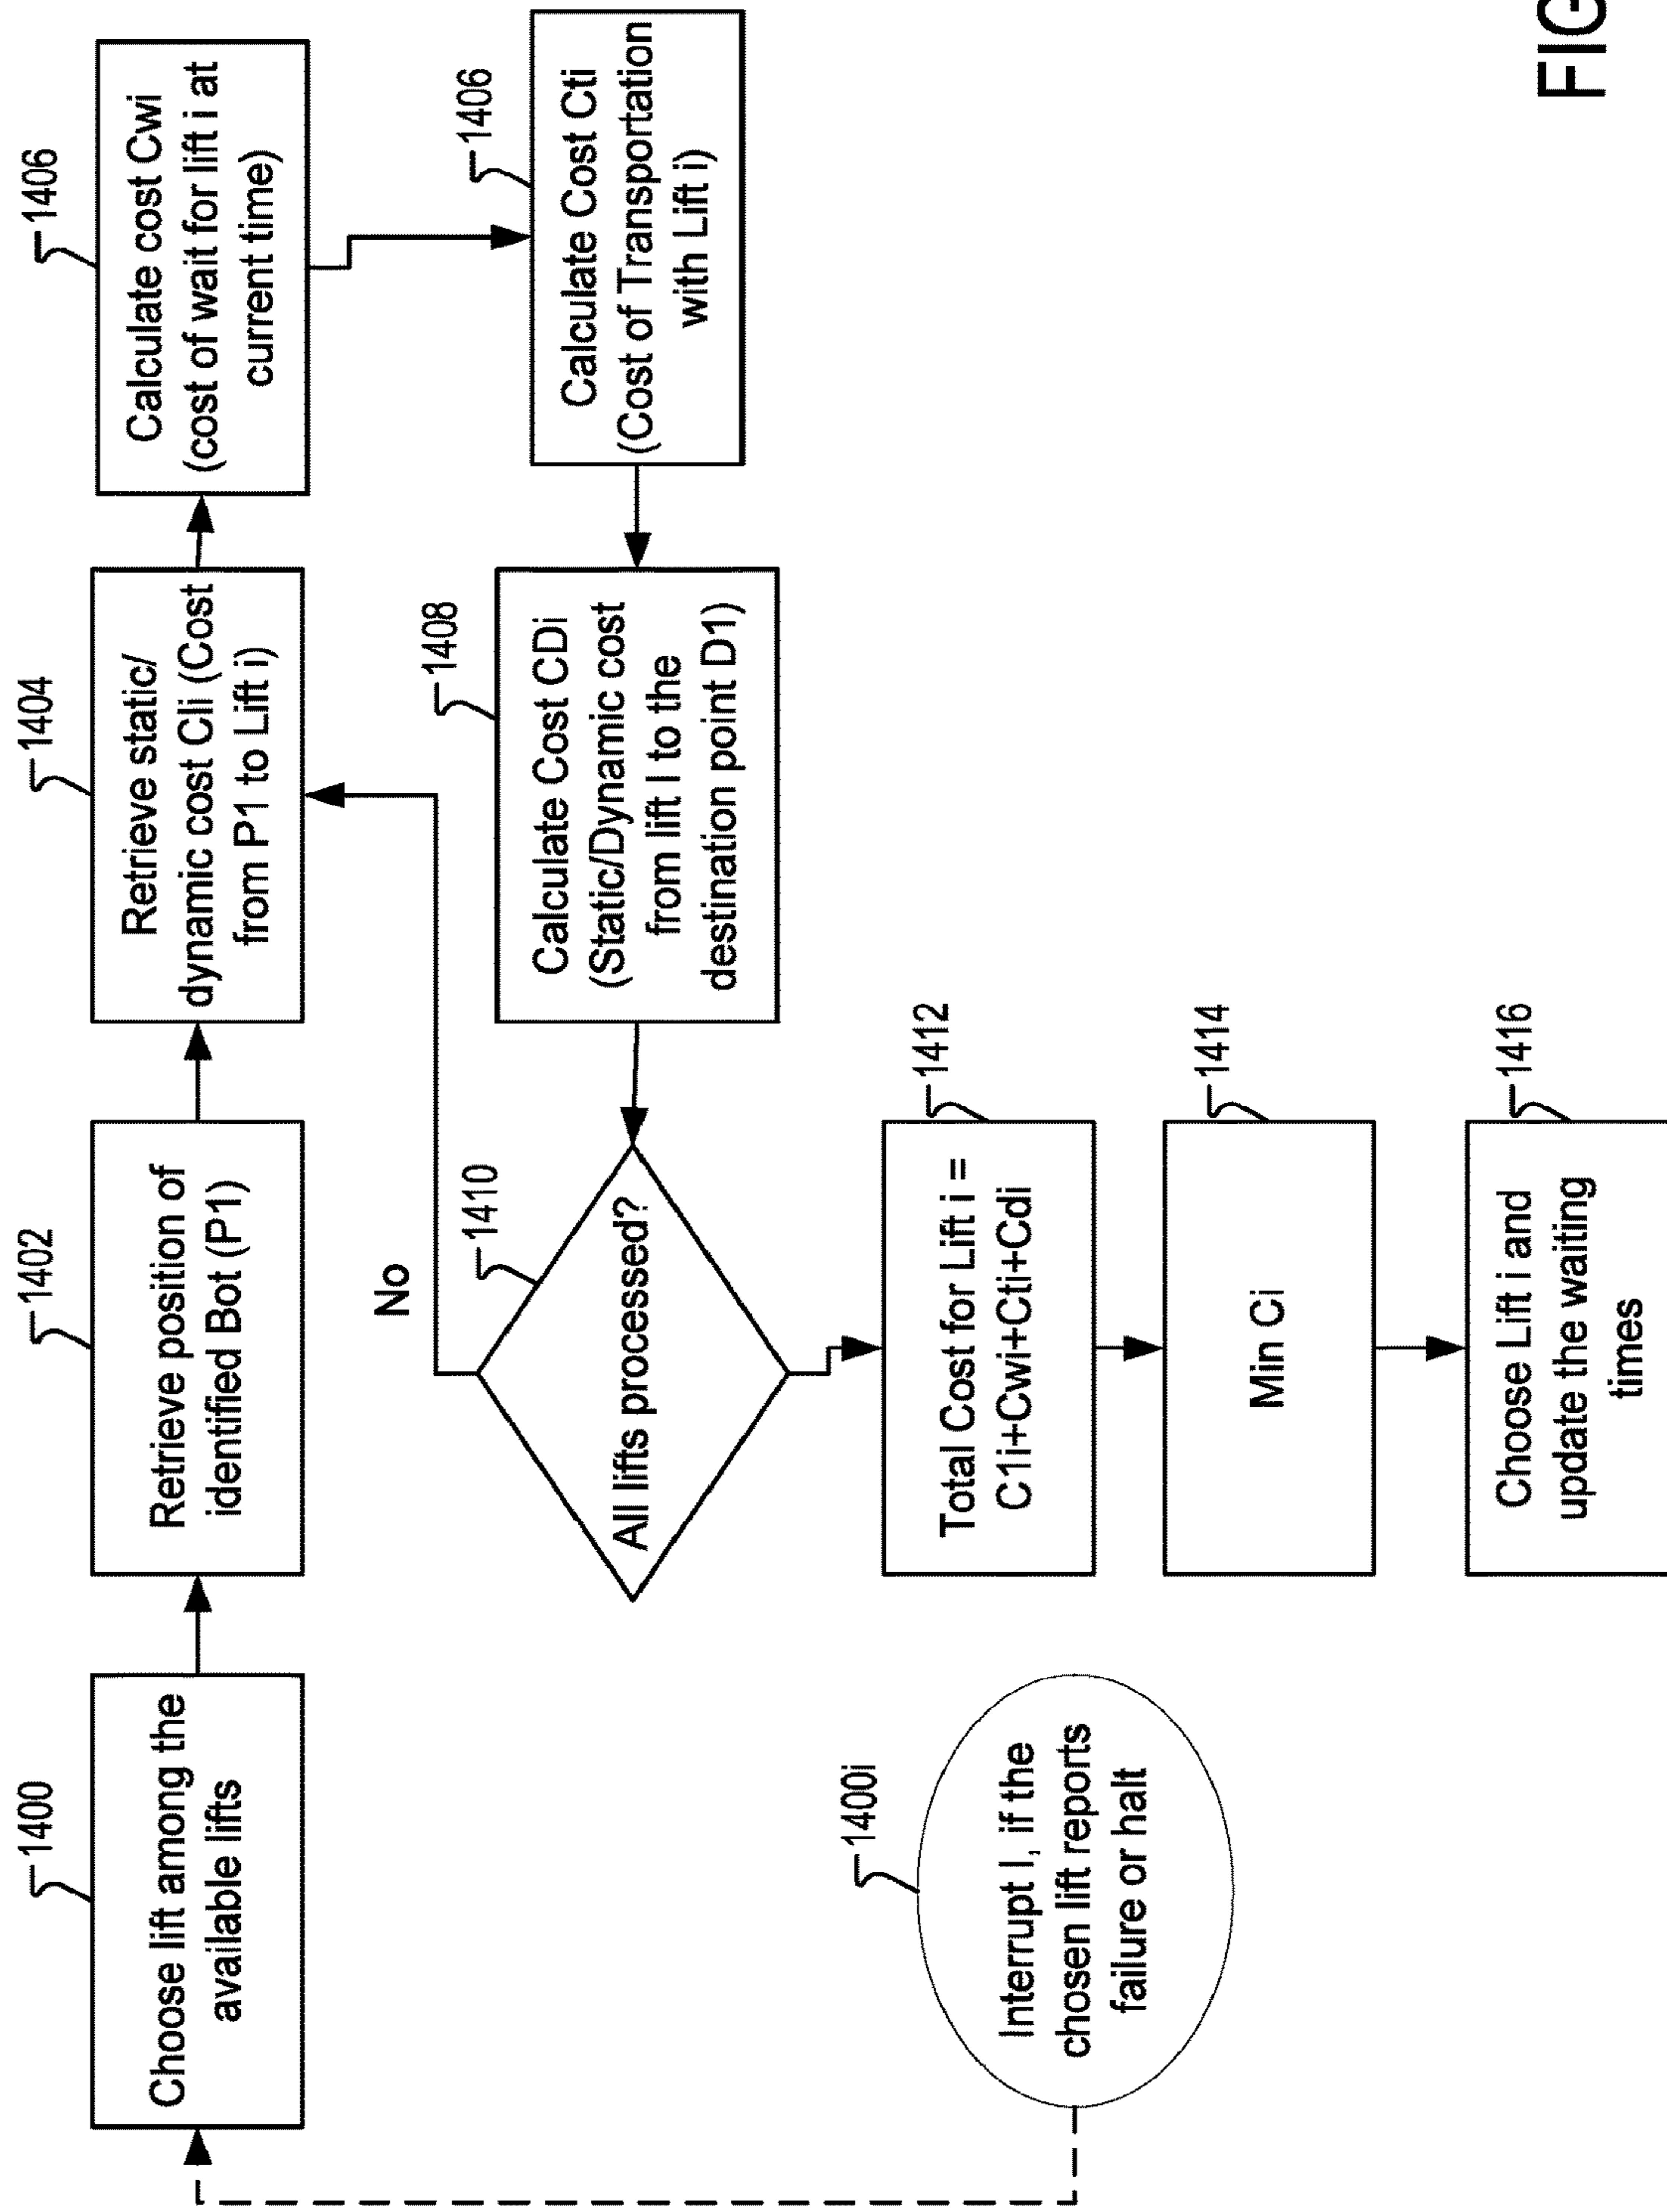 1400
Choose lift among the
available lifts
1402
Retrieve position of
identified Bot (P1)
1404
Retrieve static/
dynamic cost Cli (Cost
from P1 to Lift i)
1406
Calculate cost Cwi
(cost of wait for lift i at
current time)
1406
Calculate Cost Cti
(Cost of Transportation
with Lift i)
1408
Calculate Cost CDi
(Static/Dynamic cost
from lift I to the
destination point D1)
1410
All lifts processed?
No
1412
Total Cost for Lift i =
C1i+Cwi+Cti+Cdi
1414
Min Ci
1416
Choose Lift i and
update the waiting
times
1400i
Interrupt I, if the
chosen lift reports
failure or halt
FIG